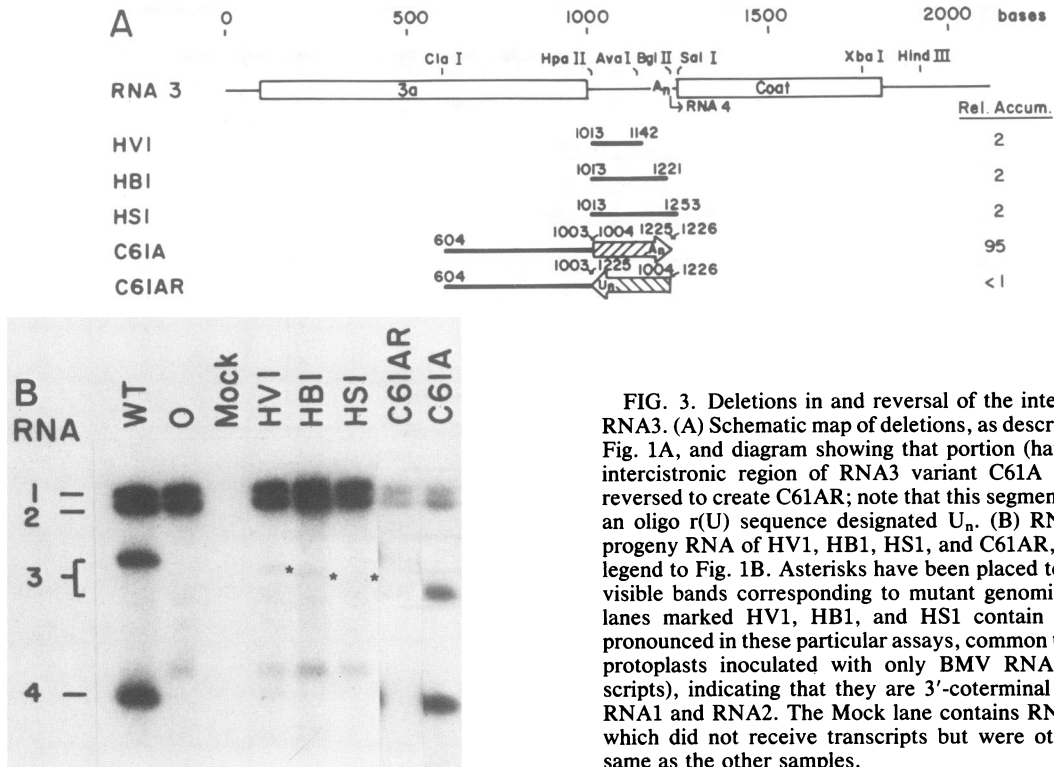 A
0 500 1000 1500 2000 bases
Cla I Hpa II Ava I Bgl II Sal I Xba I Hind III
RNA 3 3a An Coat
RNA 4
Rel. Accum.
1013 1142
HV1 2
1013 1221
HB1 2
1013 1253
HS1 2
1003 1004 1225 1226
604
C61A An 95
1003 1225 1004 1226
604
C61AR Un <1
B
RNA
WT O Mock HV1 HB1 HS1 C61AR C61A
1
2
3 * * *
4
FIG. 3. Deletions in and reversal of the inte
RNA3. (A) Schematic map of deletions, as descr
Fig. 1A, and diagram showing that portion (ha
intercistronic region of RNA3 variant C61A
reversed to create C61AR; note that this segmen
an oligo r(U) sequence designated Un. (B) RN
progeny RNA of HV1, HB1, HS1, and C61AR,
legend to Fig. 1B. Asterisks have been placed to
visible bands corresponding to mutant genomi
lanes marked HV1, HB1, and HS1 contain
pronounced in these particular assays, common
protoplasts inoculated with only BMV RNA
scripts), indicating that they are 3'-coterminal
RNA1 and RNA2. The Mock lane contains RN
which did not receive transcripts but were ot
same as the other samples.